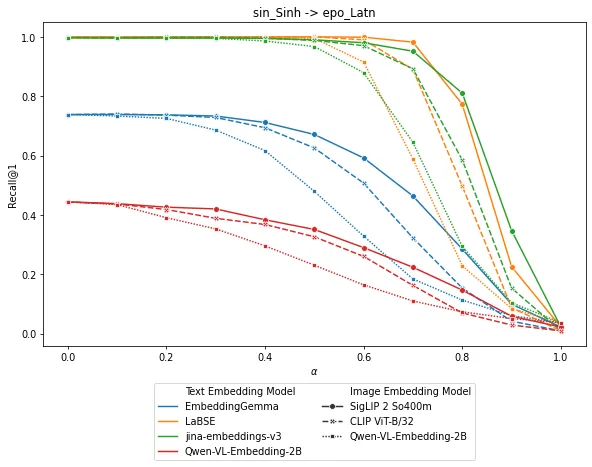 sin_Sinh -> epo_Latn
1.0
0.8
0.6
0.4
0.2
0.0
Recall@1
0.0 0.2 0.4 0.6 0.8 1.0
α
Text Embedding Model Image Embedding Model
EmbeddingGemma SigLIP 2 So400m
LaBSE CLIP ViT-B/32
jina-embeddings-v3 Qwen-VL-Embedding-2B
Qwen-VL-Embedding-2B